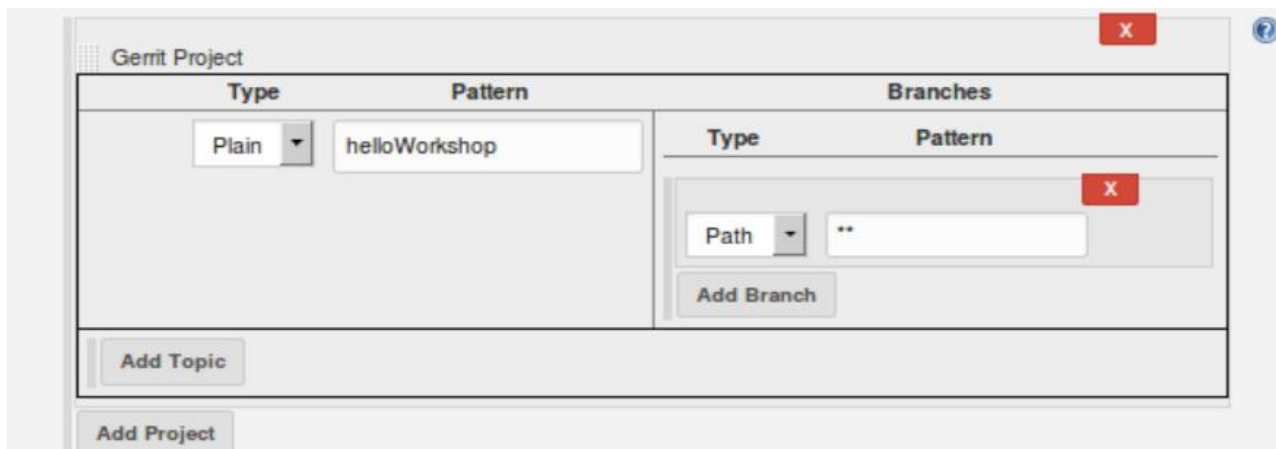 X
?
Gerrit Project
Type Pattern Branches
Plain helloWorkshop
Type Pattern
X
Path **
Add Branch
Add Topic
Add Project